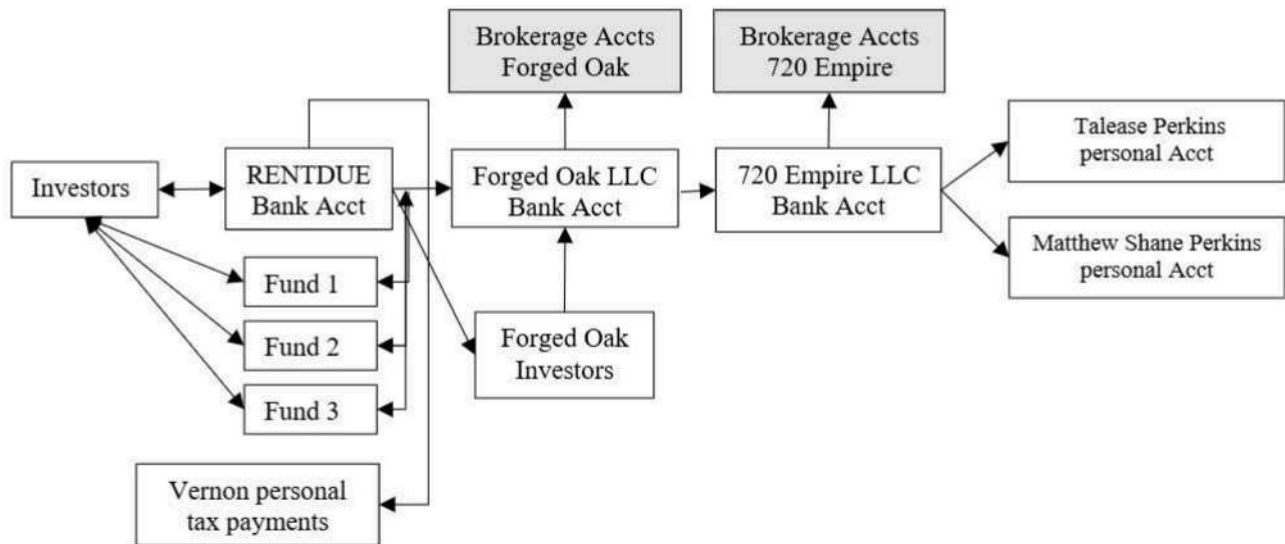 Brokerage Accts
Forged Oak
Brokerage Accts
720 Empire
Investors
RENTDUE
Bank Acct
Forged Oak LLC
Bank Acct
720 Empire LLC
Bank Acct
Talease Perkins
personal Acct
Matthew Shane Perkins
personal Acct
Fund 1
Fund 2
Fund 3
Forged Oak
Investors
Vernon personal
tax payments